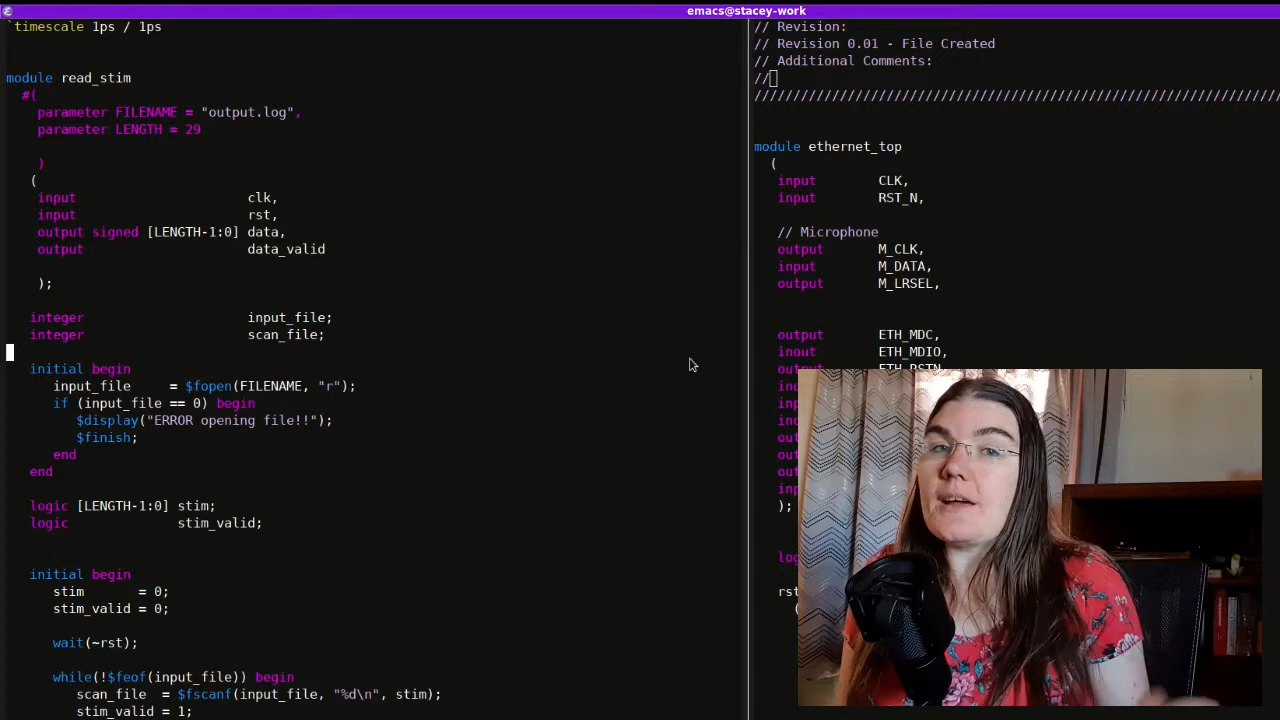 emacs@stacey-work
`timescale 1ps / 1ps
module read_stim
#(
parameter FILENAME = "output.log",
parameter LENGTH = 29
)
(
input clk,
input rst,
output signed [LENGTH-1:0] data,
output data_valid
);
integer input_file;
integer scan_file;
initial begin
input_file = $fopen(FILENAME, "r");
if (input_file == 0) begin
$display("ERROR opening file!!");
$finish;
end
end
logic [LENGTH-1:0] stim;
logic stim_valid;
initial begin
stim = 0;
stim_valid = 0;
wait(~rst);
while(!$feof(input_file)) begin
scan_file = $fscanf(input_file, "%d\n", stim);
stim_valid = 1;
// Revision:
// Revision 0.01 - File Created
// Additional Comments:
//
////////////////////////////////////////////////////////////////////
module ethernet_top
(
input CLK,
input RST_N,
// Microphone
output M_CLK,
input M_DATA,
output M_LRSEL,
output ETH_MDC,
inout ETH_MDIO,
output ETH_RSTN
);